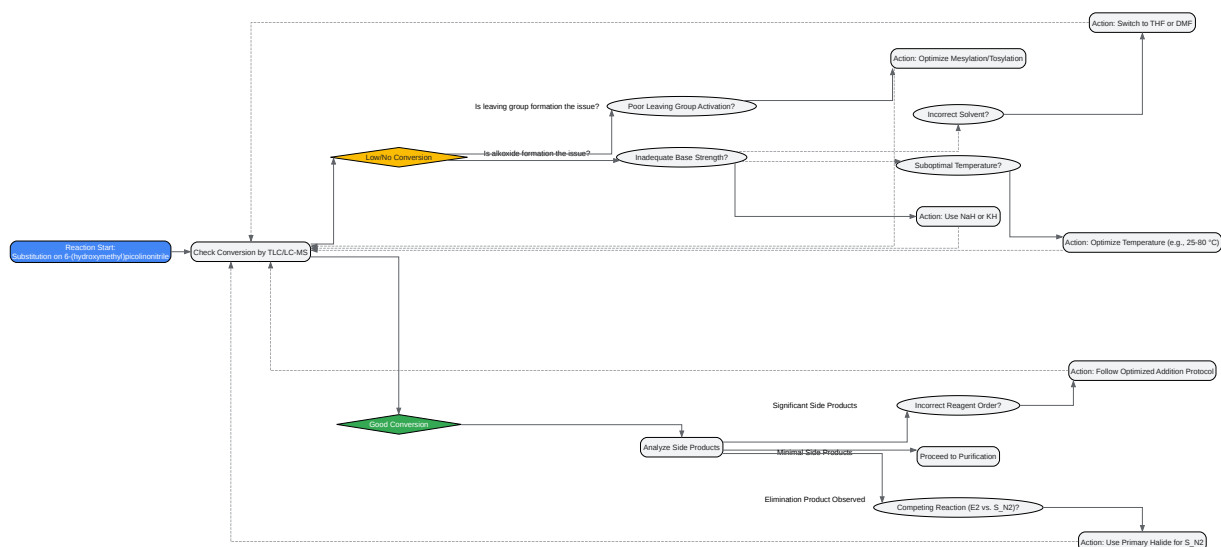 Action: Switch to THF or DMF
Action: Optimize Mesylation/Tosylation
Is leaving group formation the issue?
Poor Leaving Group Activation?
Incorrect Solvent?
Low/No Conversion
Is alkoxide formation the issue?
Inadequate Base Strength?
Suboptimal Temperature?
Action: Use NaH or KH
Action: Optimize Temperature (e.g., 25-80 °C)
Reaction Start:
Substitution on 6-(hydroxymethyl)picolinonitrile
Check Conversion by TLC/LC-MS
Action: Follow Optimized Addition Protocol
Significant Side Products
Incorrect Reagent Order?
Good Conversion
Analyze Side Products
Minimal Side Products
Proceed to Purification
Elimination Product Observed
Competing Reaction (E2 vs. S_N2)?
Action: Use Primary Halide for S_N2